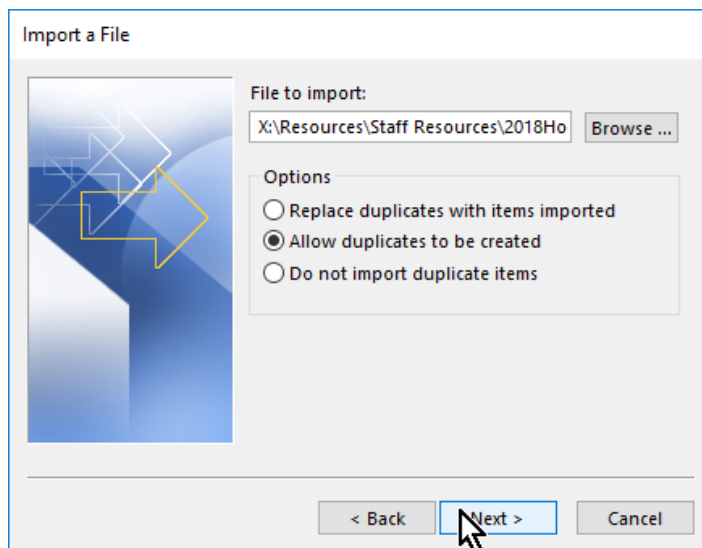 Import a File
File to import:
X:\Resources\Staff Resources\2018Ho
Browse ...
Options
Replace duplicates with items imported
Allow duplicates to be created
Do not import duplicate items
< Back
Next >
Cancel